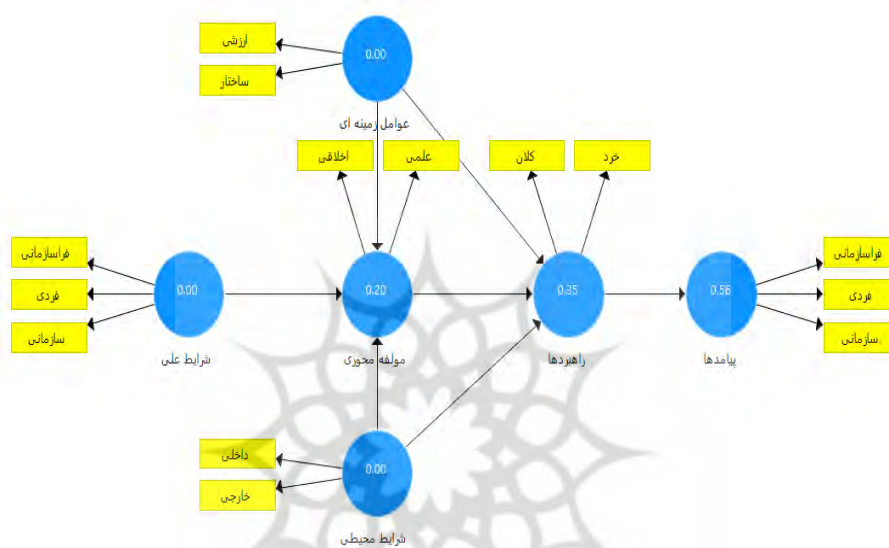 ارزشی
0.00
ساختار
عوامل زمینه ای
اخلاقی
علمی
کلان
خرد
فراسازمانی
فردی
سازمانی
0.00
شرایط علی
0.20
مولفه محوری
0.35
راهبردها
0.56
پیامدها
فراسازمانی
فردی
سازمانی
داخلی
خارجی
0.00
شرایط محیطی